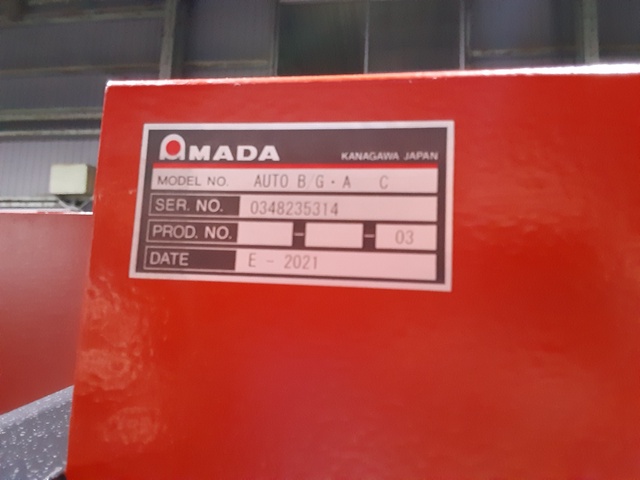 AMADA KANAGAWA JAPAN
MODEL NO. AUTO B/G・A C
SER. NO. 0348235314
PROD. NO. - - 03
DATE E - 2021